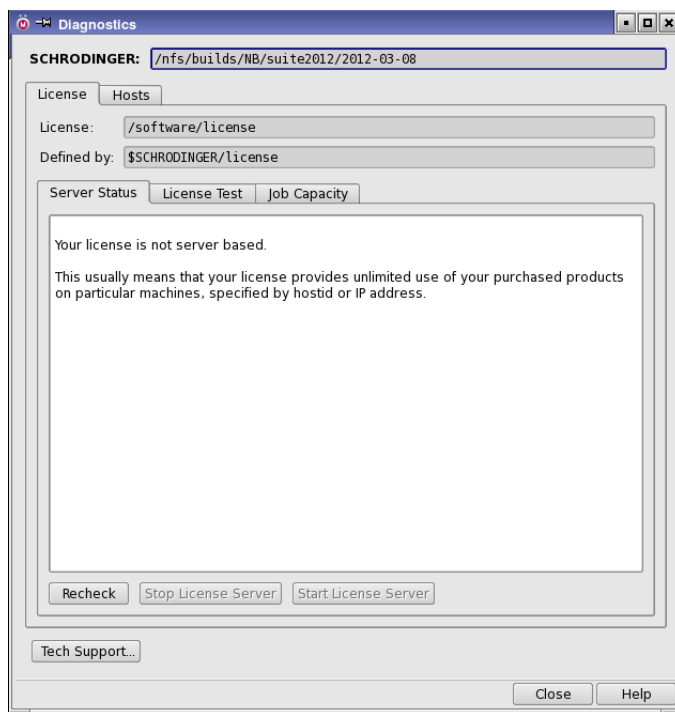 Diagnostics
SCHRODINGER: /nfs/builds/NB/suite2012/2012-03-08
License Hosts
License: /software/license
Defined by: $SCHRODINGER/license
Server Status License Test Job Capacity
Your license is not server based.
This usually means that your license provides unlimited use of your purchased products
on particular machines, specified by hostid or IP address.
Recheck Stop License Server Start License Server
Tech Support...
Close Help